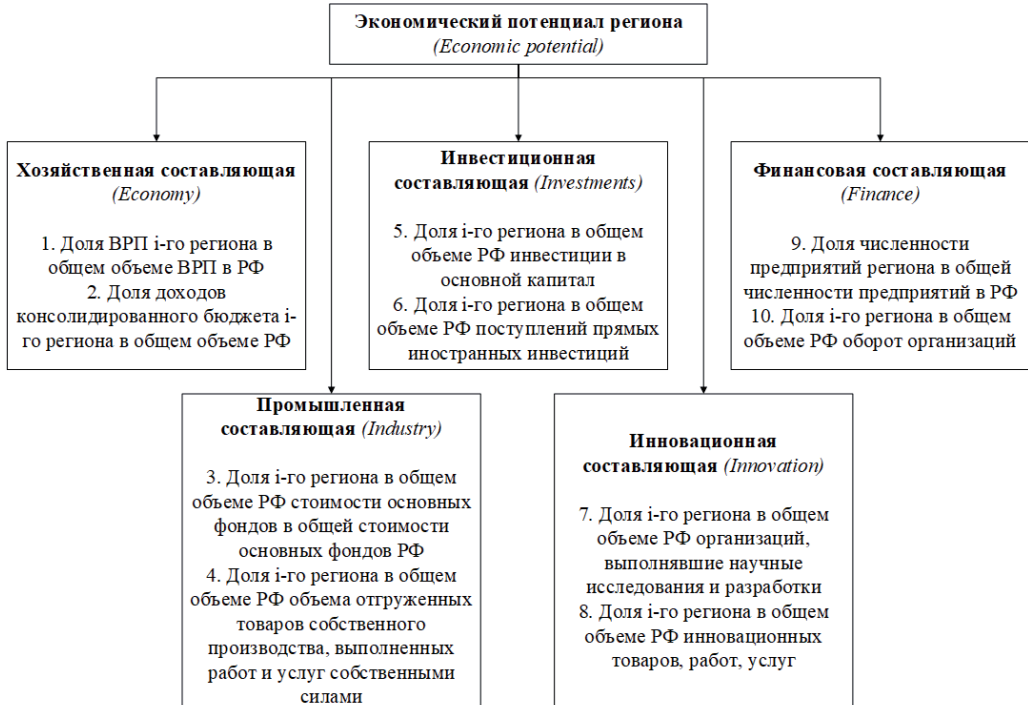 Экономический потенциал региона
(Economic potential)
Хозяйственная составляющая
(Economy)
1. Доля ВРП i-го региона в
общем объеме ВРП в РФ
2. Доля доходов
консолидированного бюджета i-
го региона в общем объеме РФ
Инвестиционная
составляющая (Investments)
5. Доля i-го региона в общем
объеме РФ инвестиции в
основной капитал
6. Доля i-го региона в общем
объеме РФ поступлений прямых
иностранных инвестиций
Финансовая составляющая
(Finance)
9. Доля численности
предприятий региона в общей
численности предприятий в РФ
10. Доля i-го региона в общем
объеме РФ оборот организаций
Промышленная
составляющая (Industry)
3. Доля i-го региона в общем
объеме РФ стоимости основных
фондов в общей стоимости
основных фондов РФ
4. Доля i-го региона в общем
объеме РФ объема отгруженных
товаров собственного
производства, выполненных
работ и услуг собственными
силами
Инновационная
составляющая (Innovation)
7. Доля i-го региона в общем
объеме РФ организаций,
выполнявшие научные
исследования и разработки
8. Доля i-го региона в общем
объеме РФ инновационных
товаров, работ, услуг